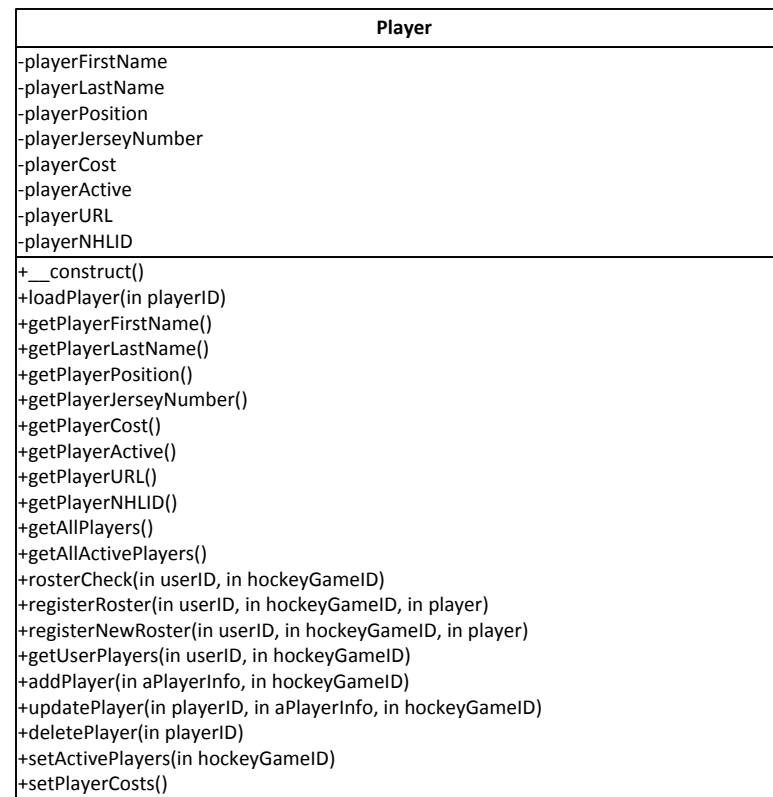 Player
-playerFirstName
-playerLastName
-playerPosition
-playerJerseyNumber
-playerCost
-playerActive
-playerURL
-playerNHLID
+__construct()
+loadPlayer(in playerID)
+getPlayerFirstName()
+getPlayerLastName()
+getPlayerPosition()
+getPlayerJerseyNumber()
+getPlayerCost()
+getPlayerActive()
+getPlayerURL()
+getPlayerNHLID()
+getAllPlayers()
+getAllActivePlayers()
+rosterCheck(in userID, in hockeyGameID)
+registerRoster(in userID, in hockeyGameID, in player)
+registerNewRoster(in userID, in hockeyGameID, in player)
+getUserPlayers(in userID, in hockeyGameID)
+addPlayer(in aPlayerInfo, in hockeyGameID)
+updatePlayer(in playerID, in aPlayerInfo, in hockeyGameID)
+deletePlayer(in playerID)
+setActivePlayers(in hockeyGameID)
+setPlayerCosts()